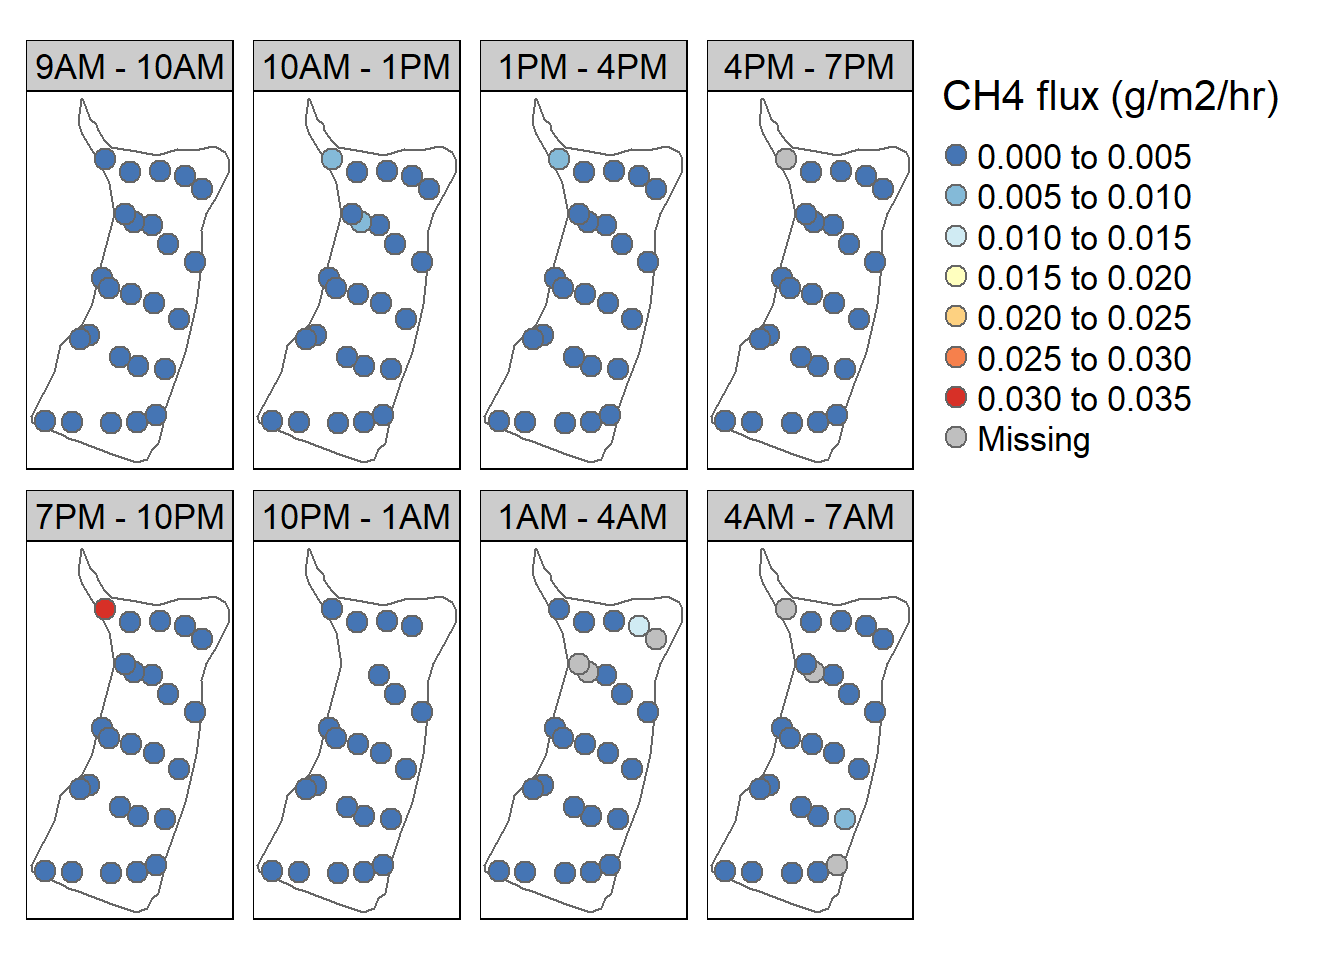 9AM - 10AM
10AM - 1PM
1PM - 4PM
4PM - 7PM
CH4 flux (g/m2/hr)
0.000 to 0.005
0.005 to 0.010
0.010 to 0.015
0.015 to 0.020
0.020 to 0.025
0.025 to 0.030
0.030 to 0.035
Missing
7PM - 10PM
10PM - 1AM
1AM - 4AM
4AM - 7AM